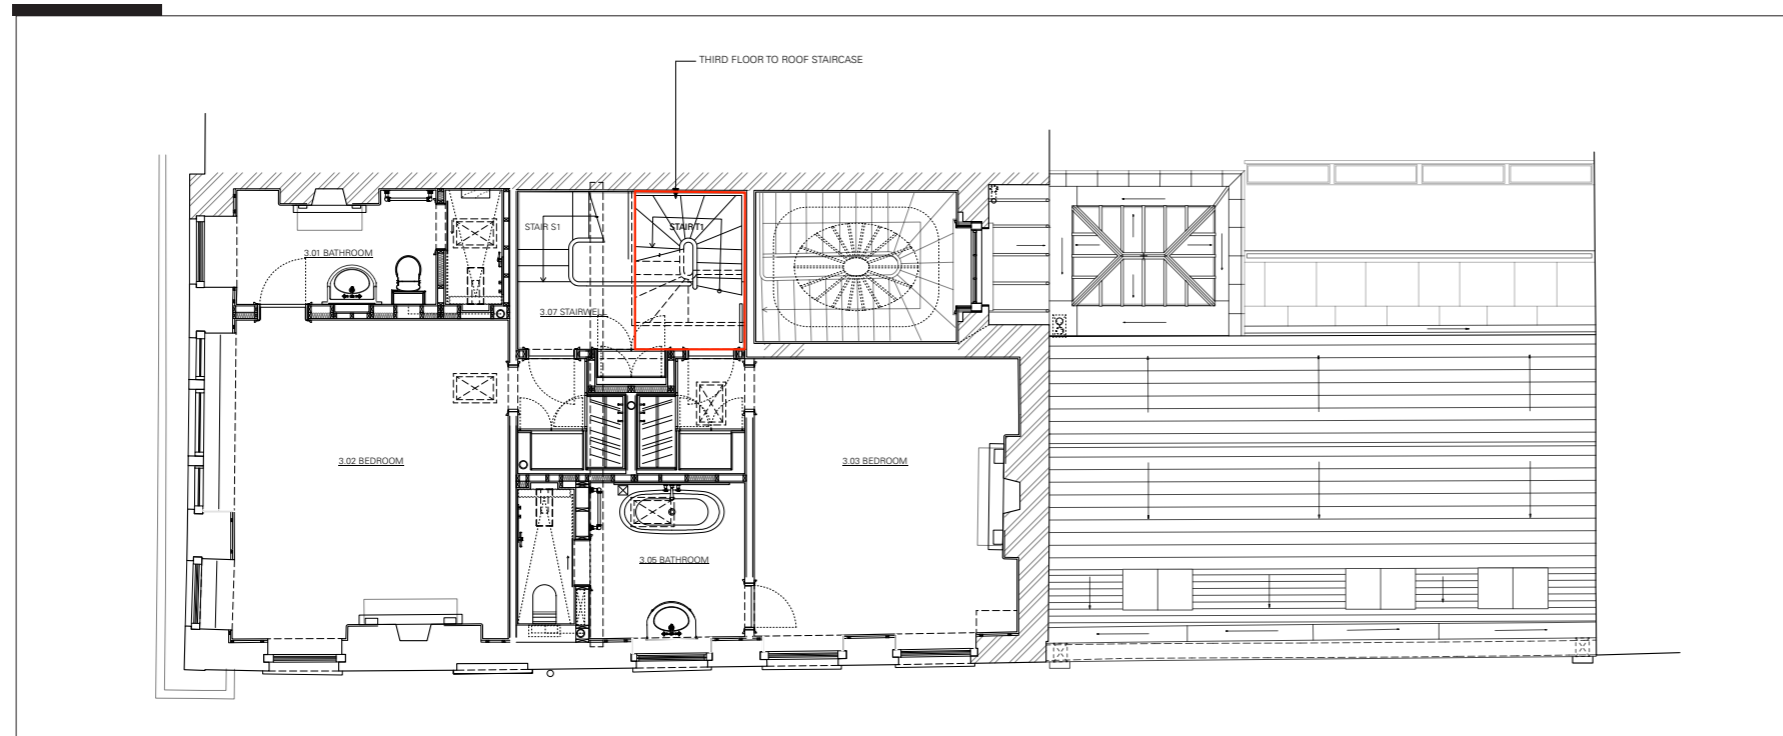 THIRD FLOOR TO ROOF STAIRCASE
STAIR S1
STAIR T1
3.01 BATHROOM
3.07 STAIRWELL
3.02 BEDROOM
3.03 BEDROOM
3.05 BATHROOM